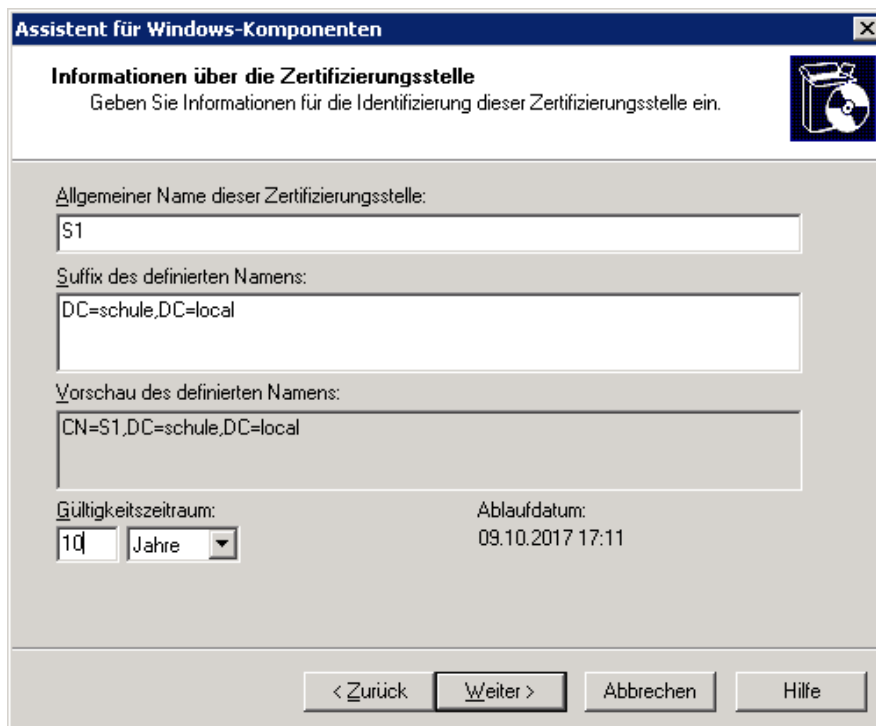 Assistent für Windows-Komponenten
Informationen über die Zertifizierungsstelle
Geben Sie Informationen für die Identifizierung dieser Zertifizierungsstelle ein.
Allgemeiner Name dieser Zertifizierungsstelle:
S1
Suffix des definierten Namens:
DC=schule,DC=local
Vorschau des definierten Namens:
CN=S1,DC=schule,DC=local
Gültigkeitszeitraum: Ablaufdatum:
10 Jahre 09.10.2017 17:11
< Zurück Weiter > Abbrechen Hilfe